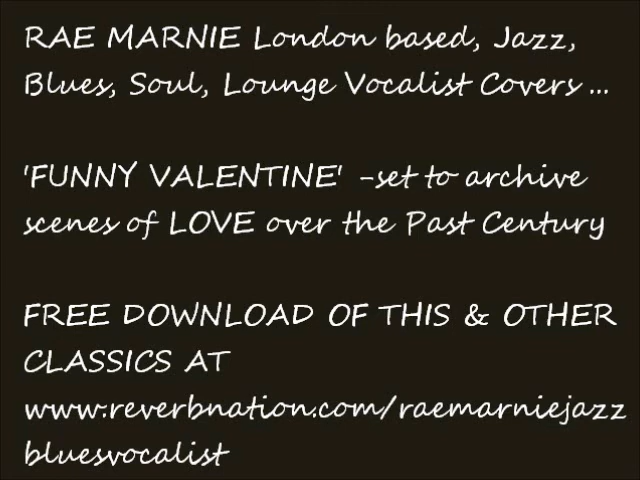 RAE MARNIE London based, Jazz,
Blues, Soul, Lounge Vocalist Covers ...
'FUNNY VALENTINE' -set to archive
scenes of LOVE over the Past Century
FREE DOWNLOAD OF THIS & OTHER
CLASSICS AT
www.reverbnation.com/raemarniejazz
bluesvocalist